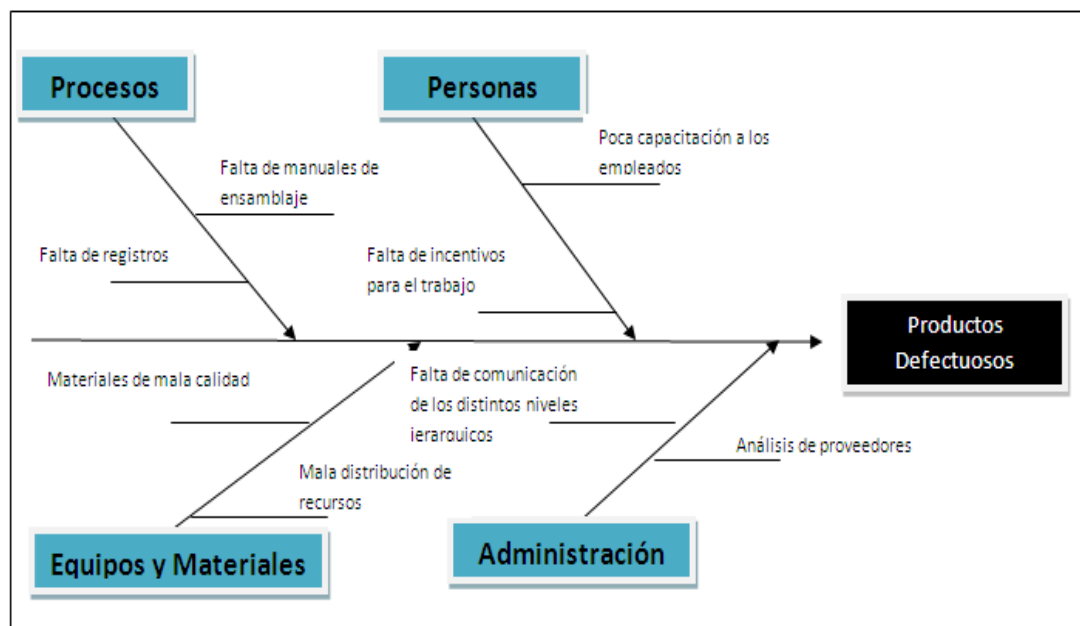 Procesos
Personas
Poca capacitación a los
empleados
Falta de manuales de
ensamblaje
Falta de registros
Falta de incentivos
para el trabajo
Productos
Defectuosos
Materiales de mala calidad
Falta de comunicación
de los distintos niveles
ierarquicos
Análisis de proveedores
Mala distribución de
recursos
Equipos y Materiales
Administración